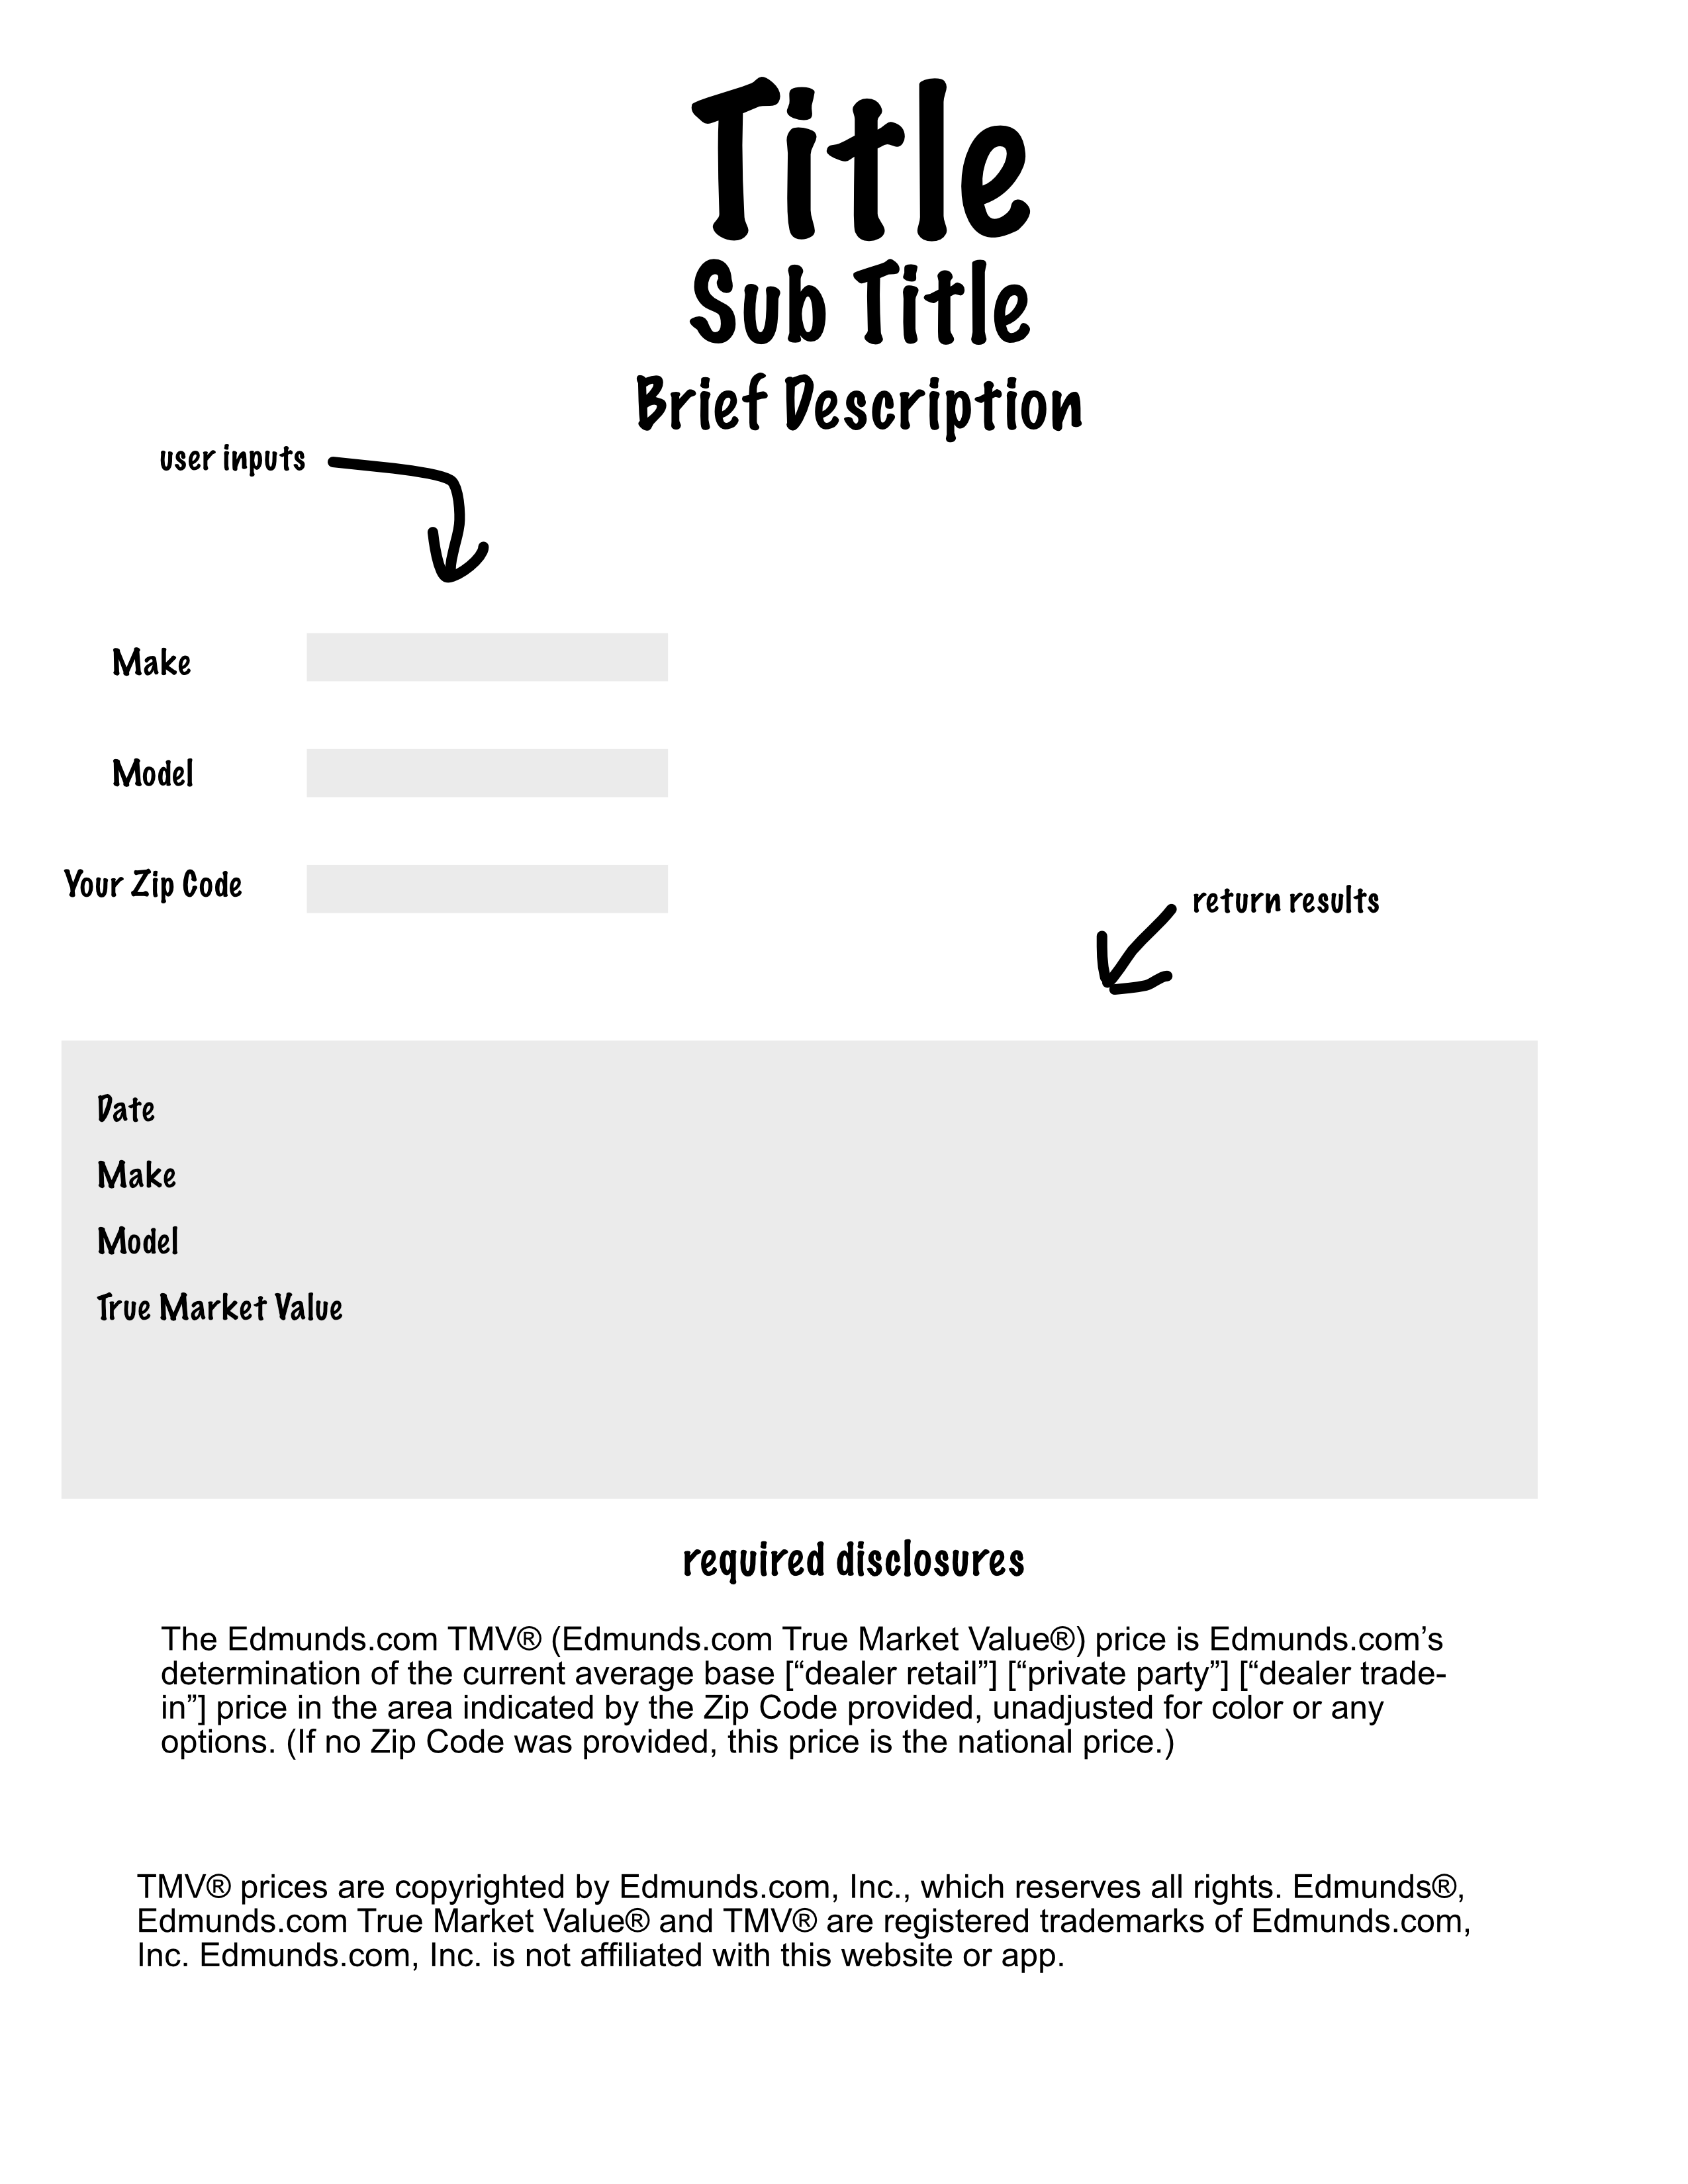 Title
Sub Title
Brief Description
user inputs
Make
Model
Your Zip Code
return results
Date
Make
Model
True Market Value
required disclosures
The Edmunds.com TMV® (Edmunds.com True Market Value®) price is Edmunds.com’s
determination of the current average base [“dealer retail”] [“private party”] [“dealer trade-
in”] price in the area indicated by the Zip Code provided, unadjusted for color or any
options. (If no Zip Code was provided, this price is the national price.)
TMV® prices are copyrighted by Edmunds.com, Inc., which reserves all rights. Edmunds®,
Edmunds.com True Market Value® and TMV® are registered trademarks of Edmunds.com,
Inc. Edmunds.com, Inc. is not affiliated with this website or app.